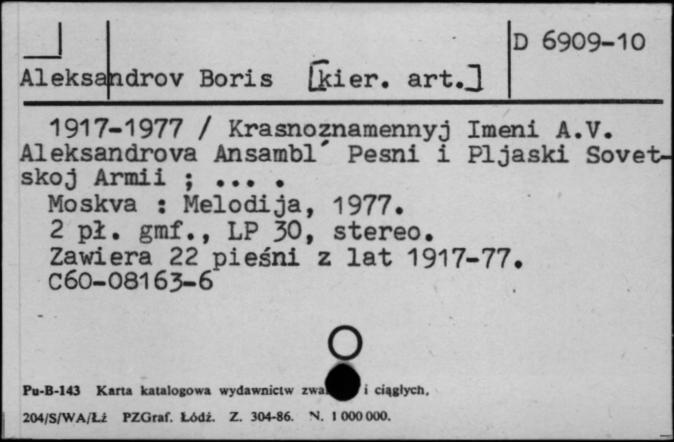 D 6909-10
Aleksandrov Boris [kier. art.]
1917-1977 / Krasnoznamennyj Imeni A.V.
Aleksandrova Ansambl´ Pesni i Pljaski Sovet-
skoj Armii ; ... .
Moskva : Melodija, 1977.
2 pł. gmf., LP 30, stereo.
Zawiera 22 pieśni z lat 1917-77.
C60-08163-6
Pu-B-143 Karta katalogowa wydawnictw i ciągłych.
204/S/WA/Łż PZGraf. Łódź. Z. 304-86. N. 1 000 000.